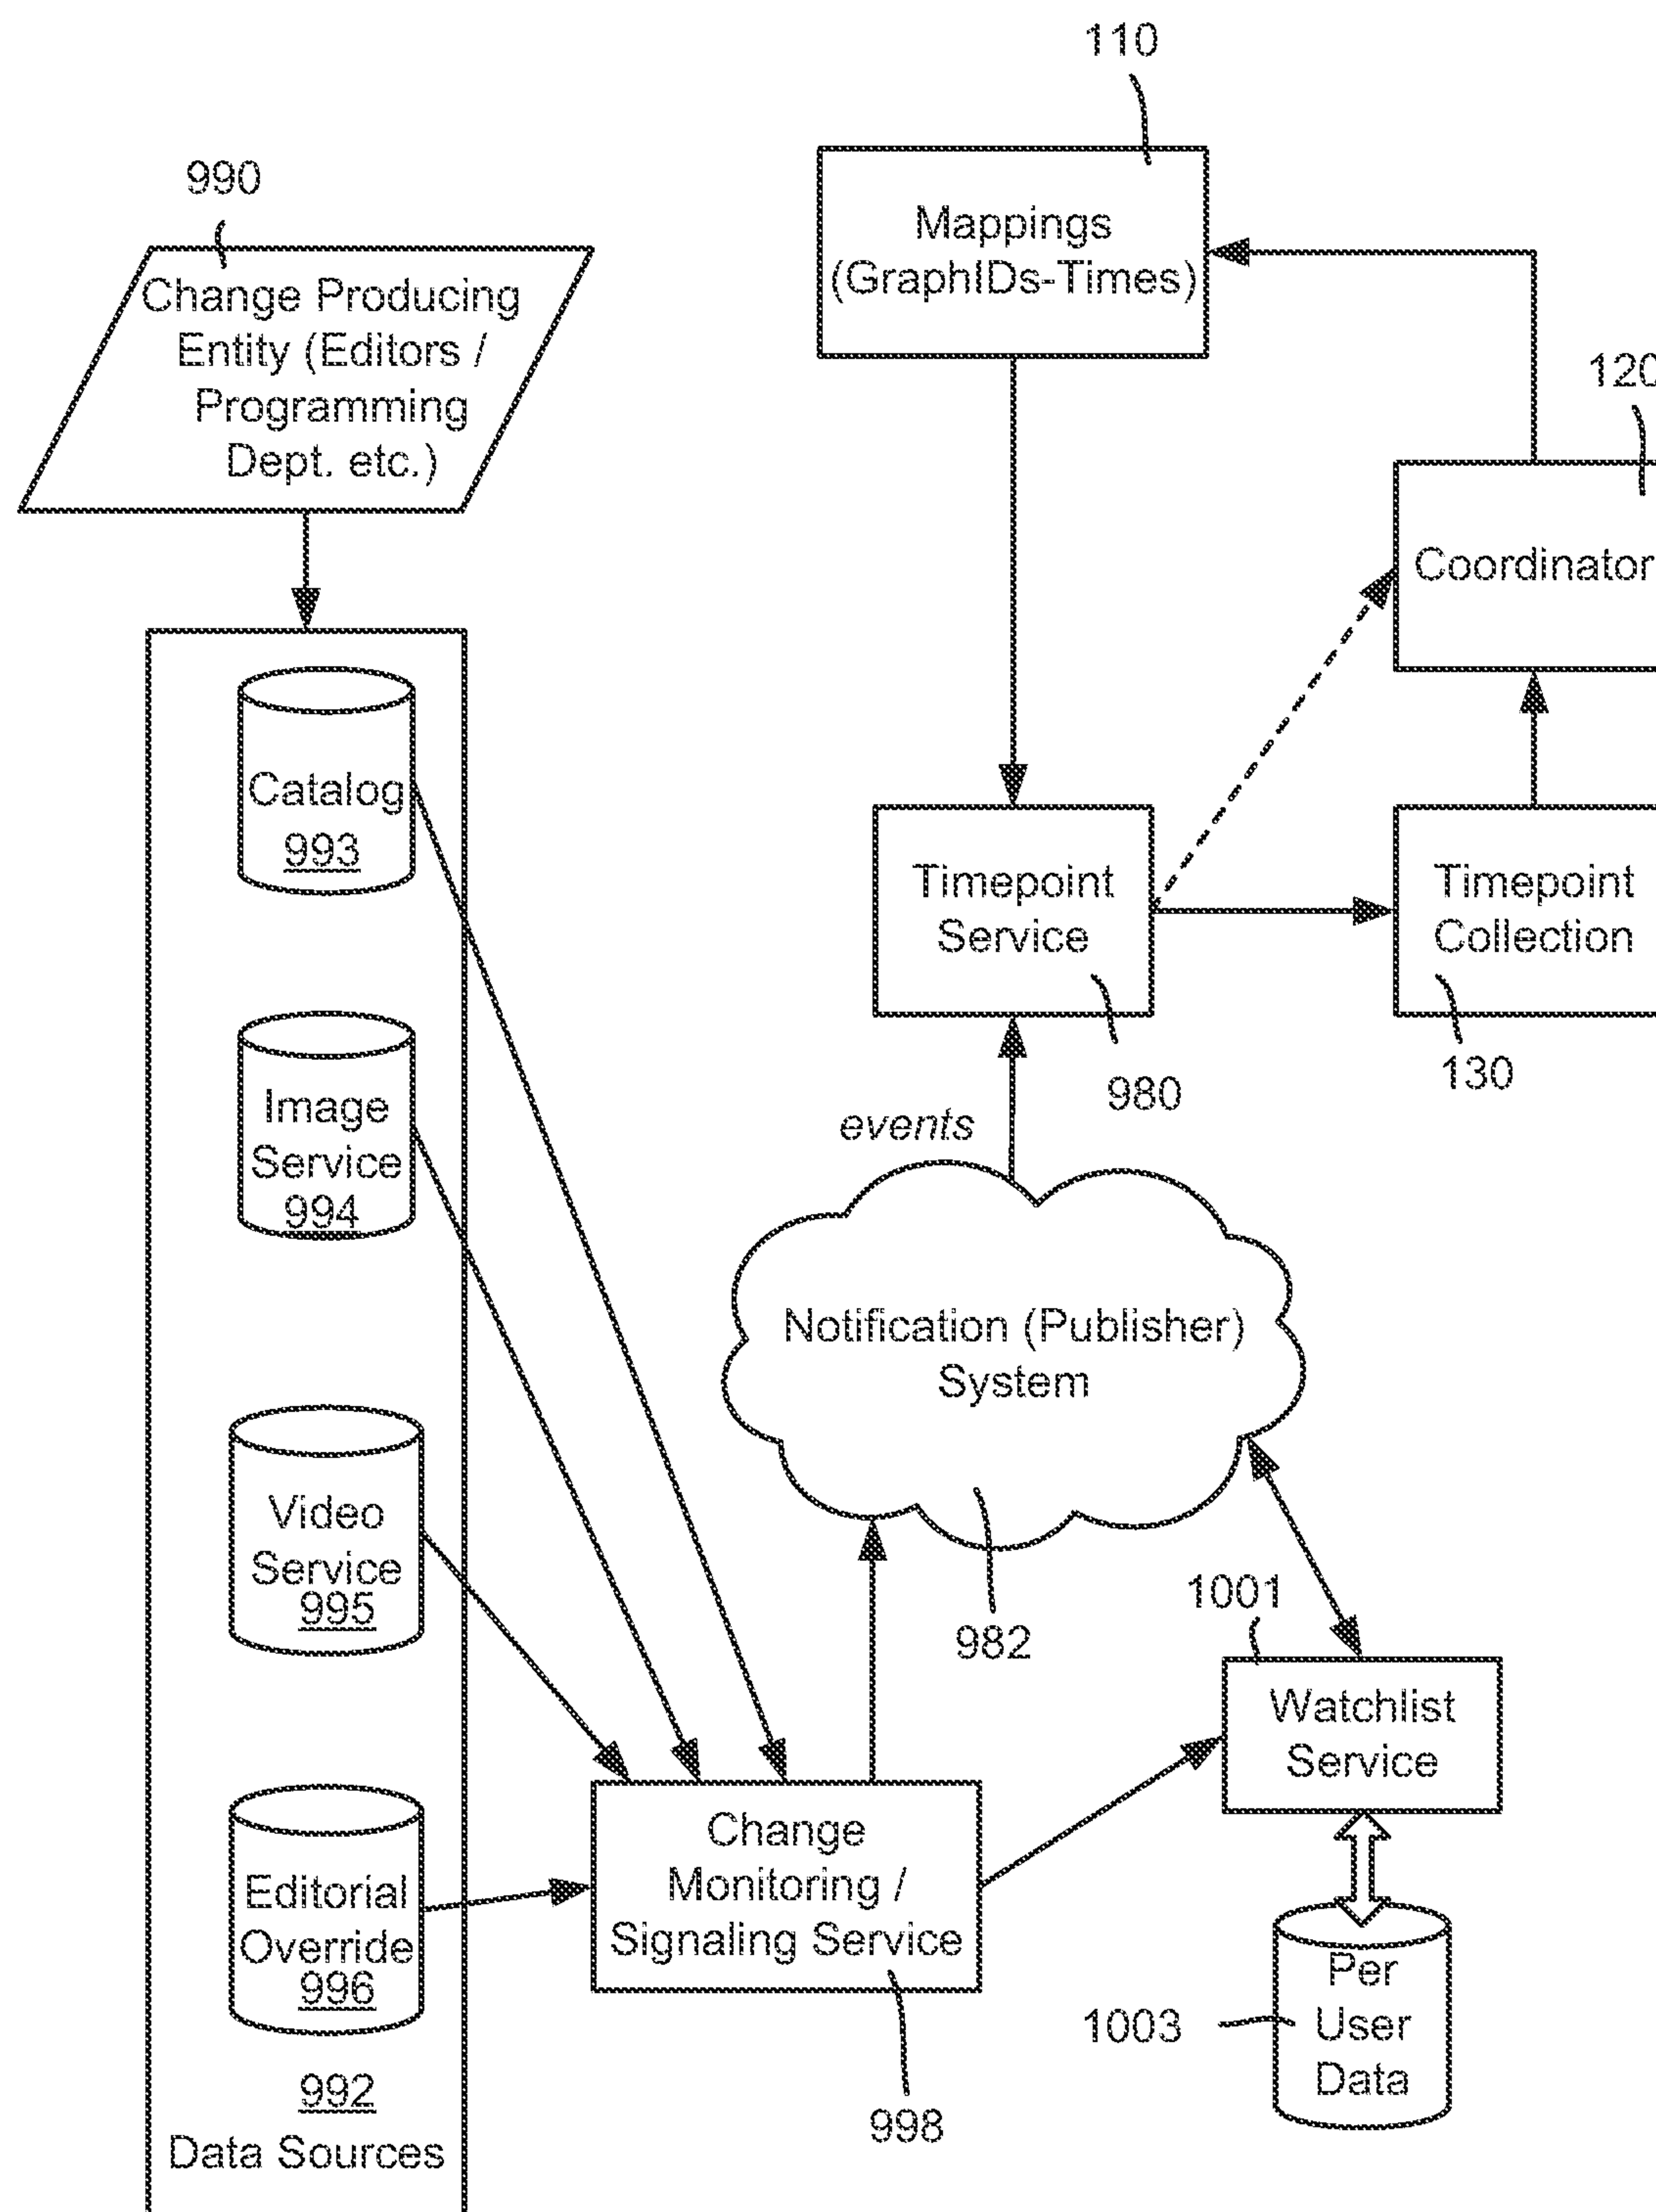 110
990
Mappings
(GraphIDs-Times)
Change Producing
Entity (Editors /
Programming
Dept. etc.)
120
Coordinator
Catalog
993
Timepoint
Service
Timepoint
Collection
980
130
events
Image
Service
994
Notification (Publisher)
System
Video
Service
995
982
1001
Watchlist
Service
Change
Monitoring /
Signaling Service
Editorial
Override
996
Per
User
Data
1003
992
Data Sources
998